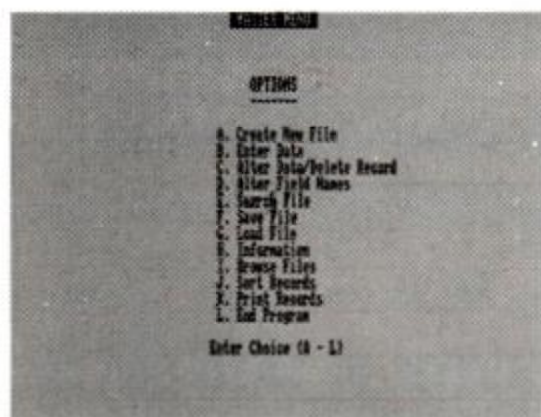 OPTIONS
-------
A. Create New File
B. Enter Data
C. Alter Data/Delete Record
D. Alter Field Names
E. Search File
F. Save File
G. Load File
H. Information
I. Browse Files
J. Sort Records
K. Print Records
L. End Program
Enter Choice (A - L)